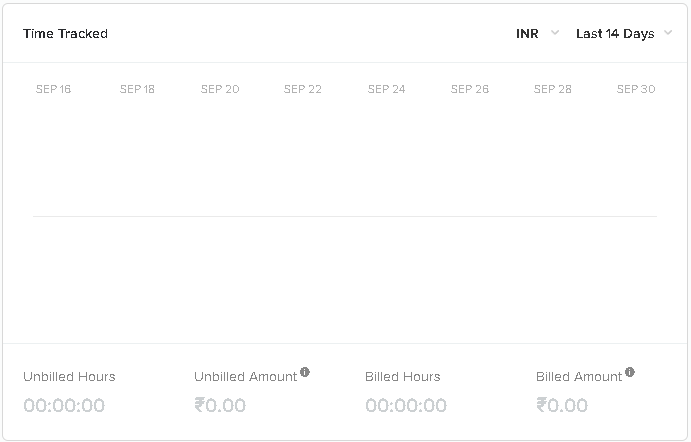 Time Tracked INR Last 14 Days
SEP 16 SEP 18 SEP 20 SEP 22 SEP 24 SEP 26 SEP 28 SEP 30
Unbilled Hours Unbilled Amount Billed Hours Billed Amount
00:00:00 ₹0.00 00:00:00 ₹0.00